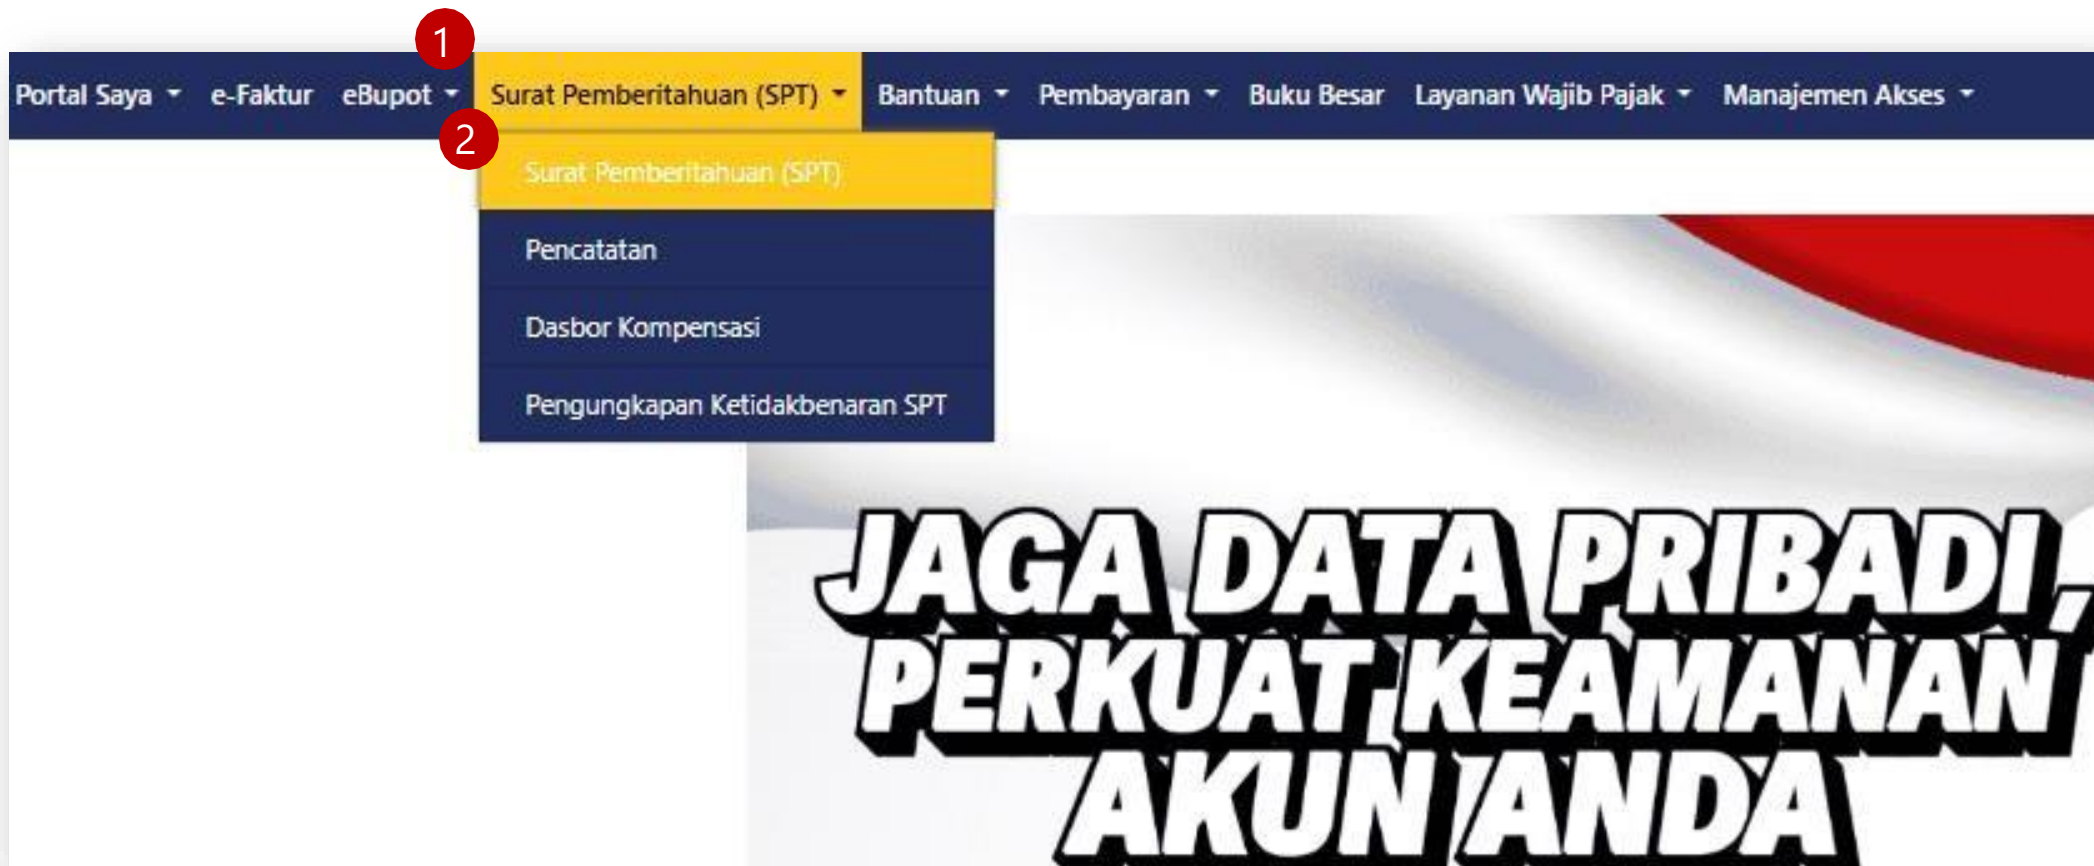 1
Portal Saya e-Faktur eBupot Surat Pemberitahuan (SPT) Bantuan Pembayaran Buku Besar Layanan Wajib Pajak Manajemen Akses
2
Surat Pemberitahuan (SPT)
Pencatatan
Dasbor Kompensasi
Pengungkapan Ketidakbenaran SPT
JAGA DATA PRIBADI,
PERKUAT KEAMANAN
AKUN ANDA